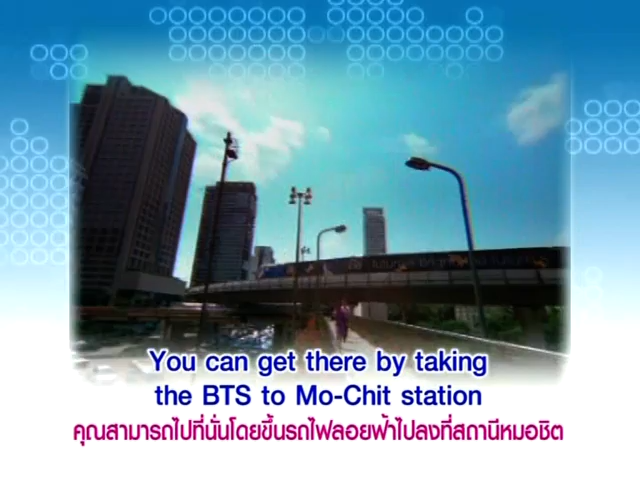 You can get there by taking
the BTS to Mo-Chit station
คุณสามารถไปที่นั่นโดยขึ้นรถไฟลอยฟ้าไปลงที่สถานีหมอชิต